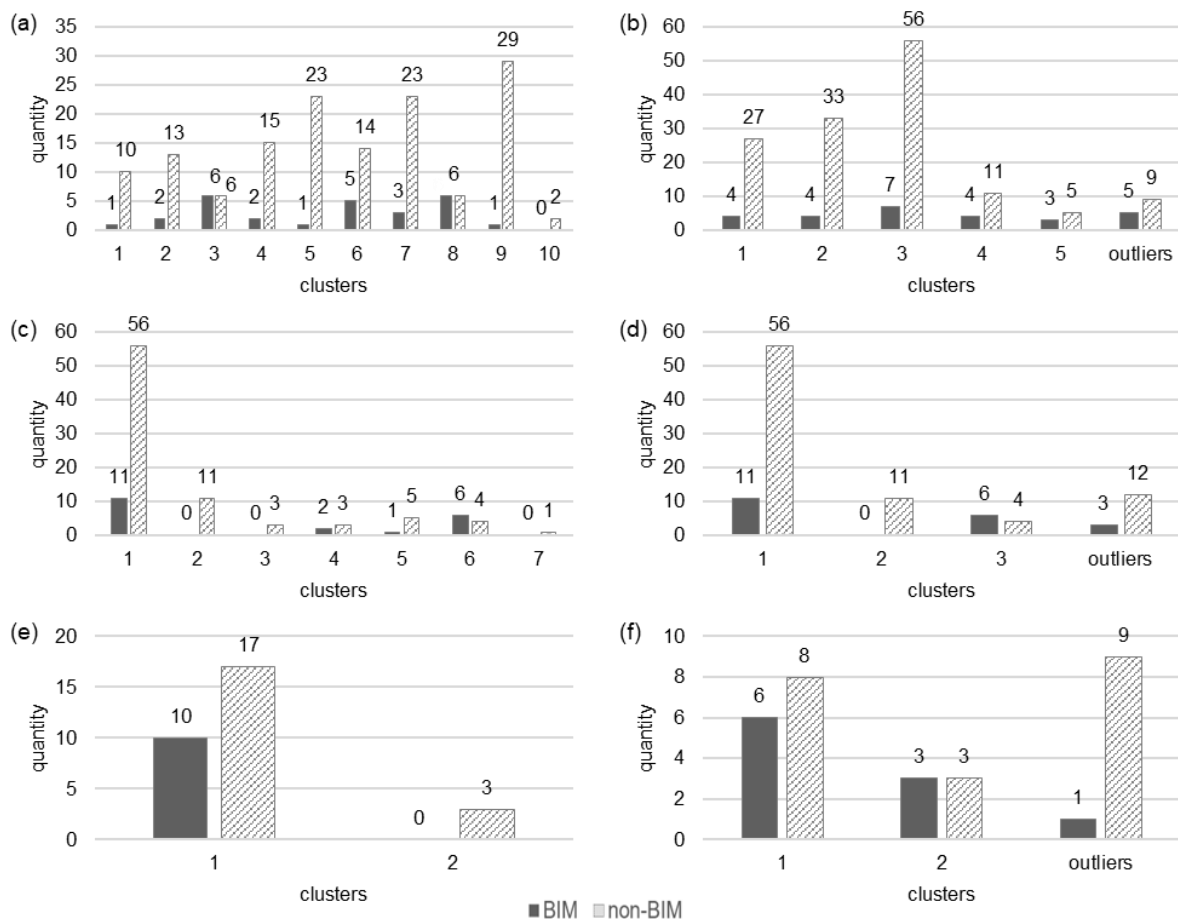 (a)
35
30
25
20
15
10
5
0
quantity
1 10 2 13 6 6 2 15 1 23 5 14 3 23 6 1 29 0 2
1 2 3 4 5 6 7 8 9 10
clusters
(b)
60
50
40
30
20
10
0
quantity
4 27 4 33 7 56 4 11 3 5 5 9
1 2 3 4 5 outliers
clusters
(c)
60
50
40
30
20
10
0
quantity
11 56 0 11 0 3 2 3 1 5 6 4 0 1
1 2 3 4 5 6 7
clusters
(d)
60
50
40
30
20
10
0
quantity
11 56 0 11 6 4 3 12
1 2 3 outliers
clusters
(e)
20
15
10
5
0
quantity
10 17 0 3
1 2
clusters
(f)
10
8
6
4
2
0
quantity
6 8 3 3 1 9
1 2 outliers
clusters
BIM non-BIM